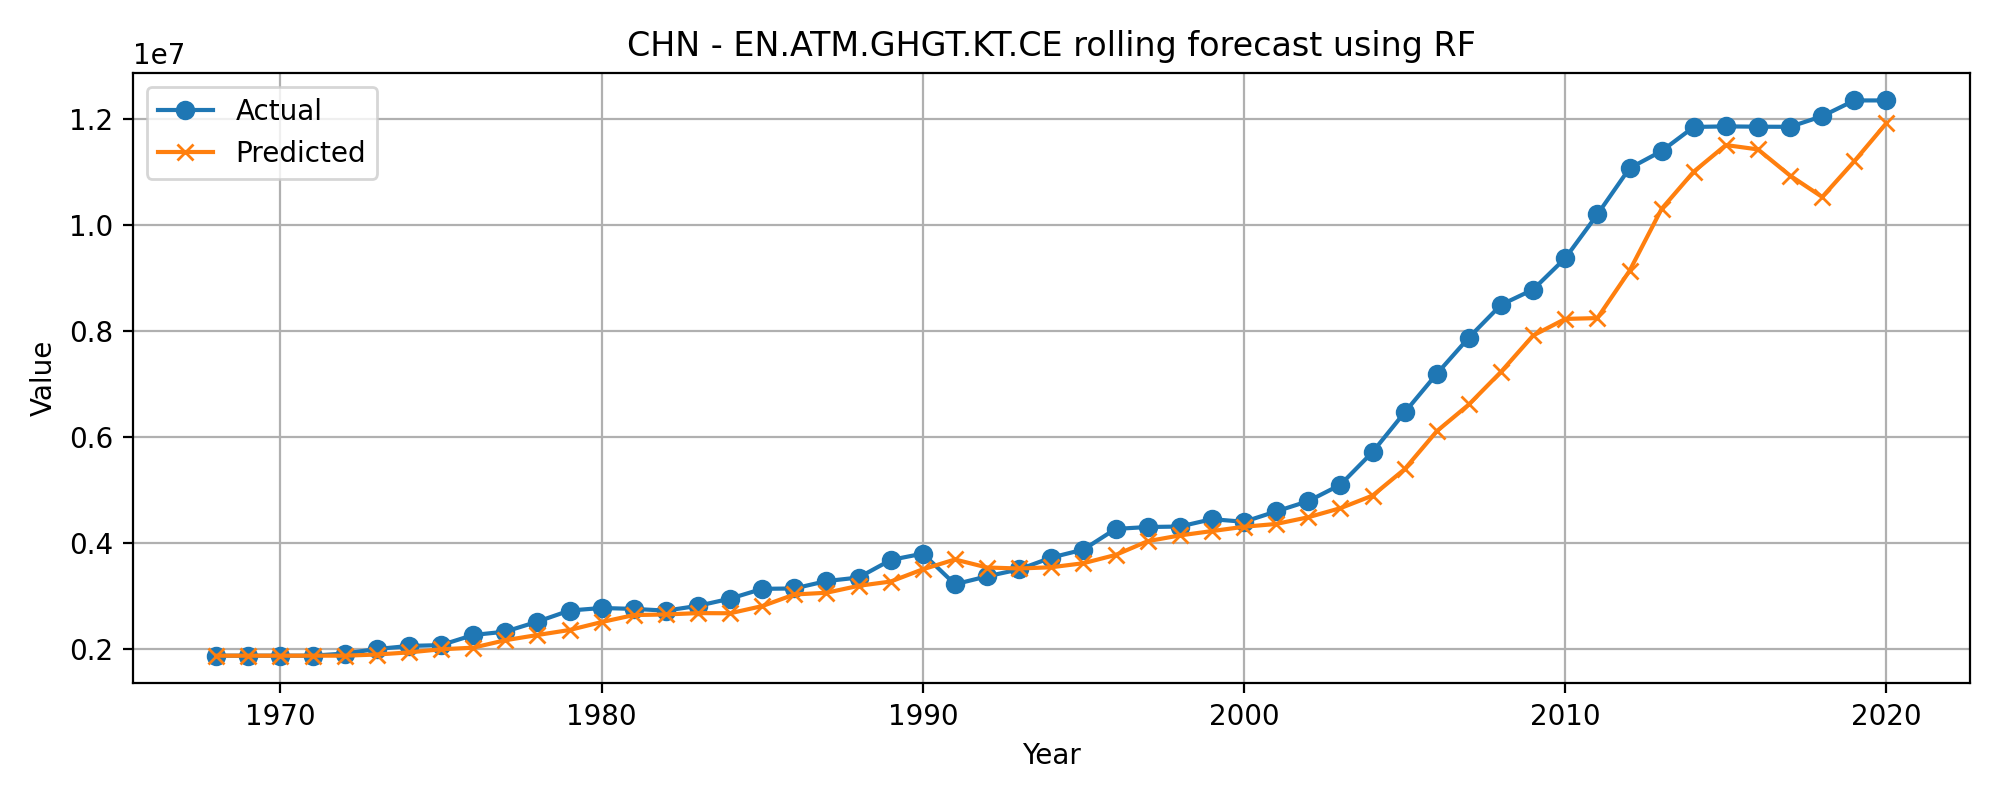 CHN - EN.ATM.GHGT.KT.CE rolling forecast using RF
1e7
Actual
Predicted
1.2
1.0
0.8
0.6
0.4
0.2
Value
1970 1980 1990 2000 2010 2020
Year